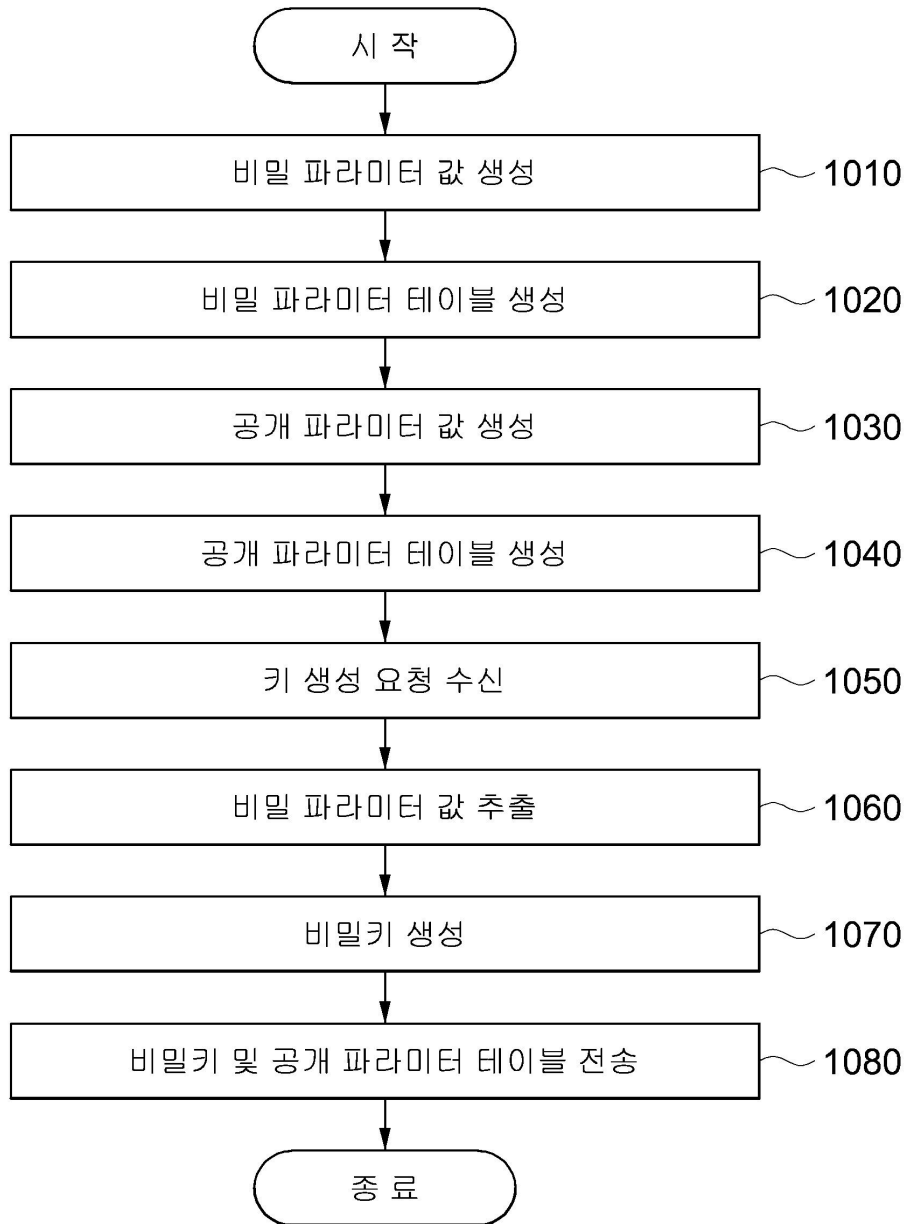 시 작
비밀 파라미터 값 생성
1010
비밀 파라미터 테이블 생성
1020
공개 파라미터 값 생성
1030
공개 파라미터 테이블 생성
1040
키 생성 요청 수신
1050
비밀 파라미터 값 추출
1060
비밀키 생성
1070
비밀키 및 공개 파라미터 테이블 전송
1080
종 료